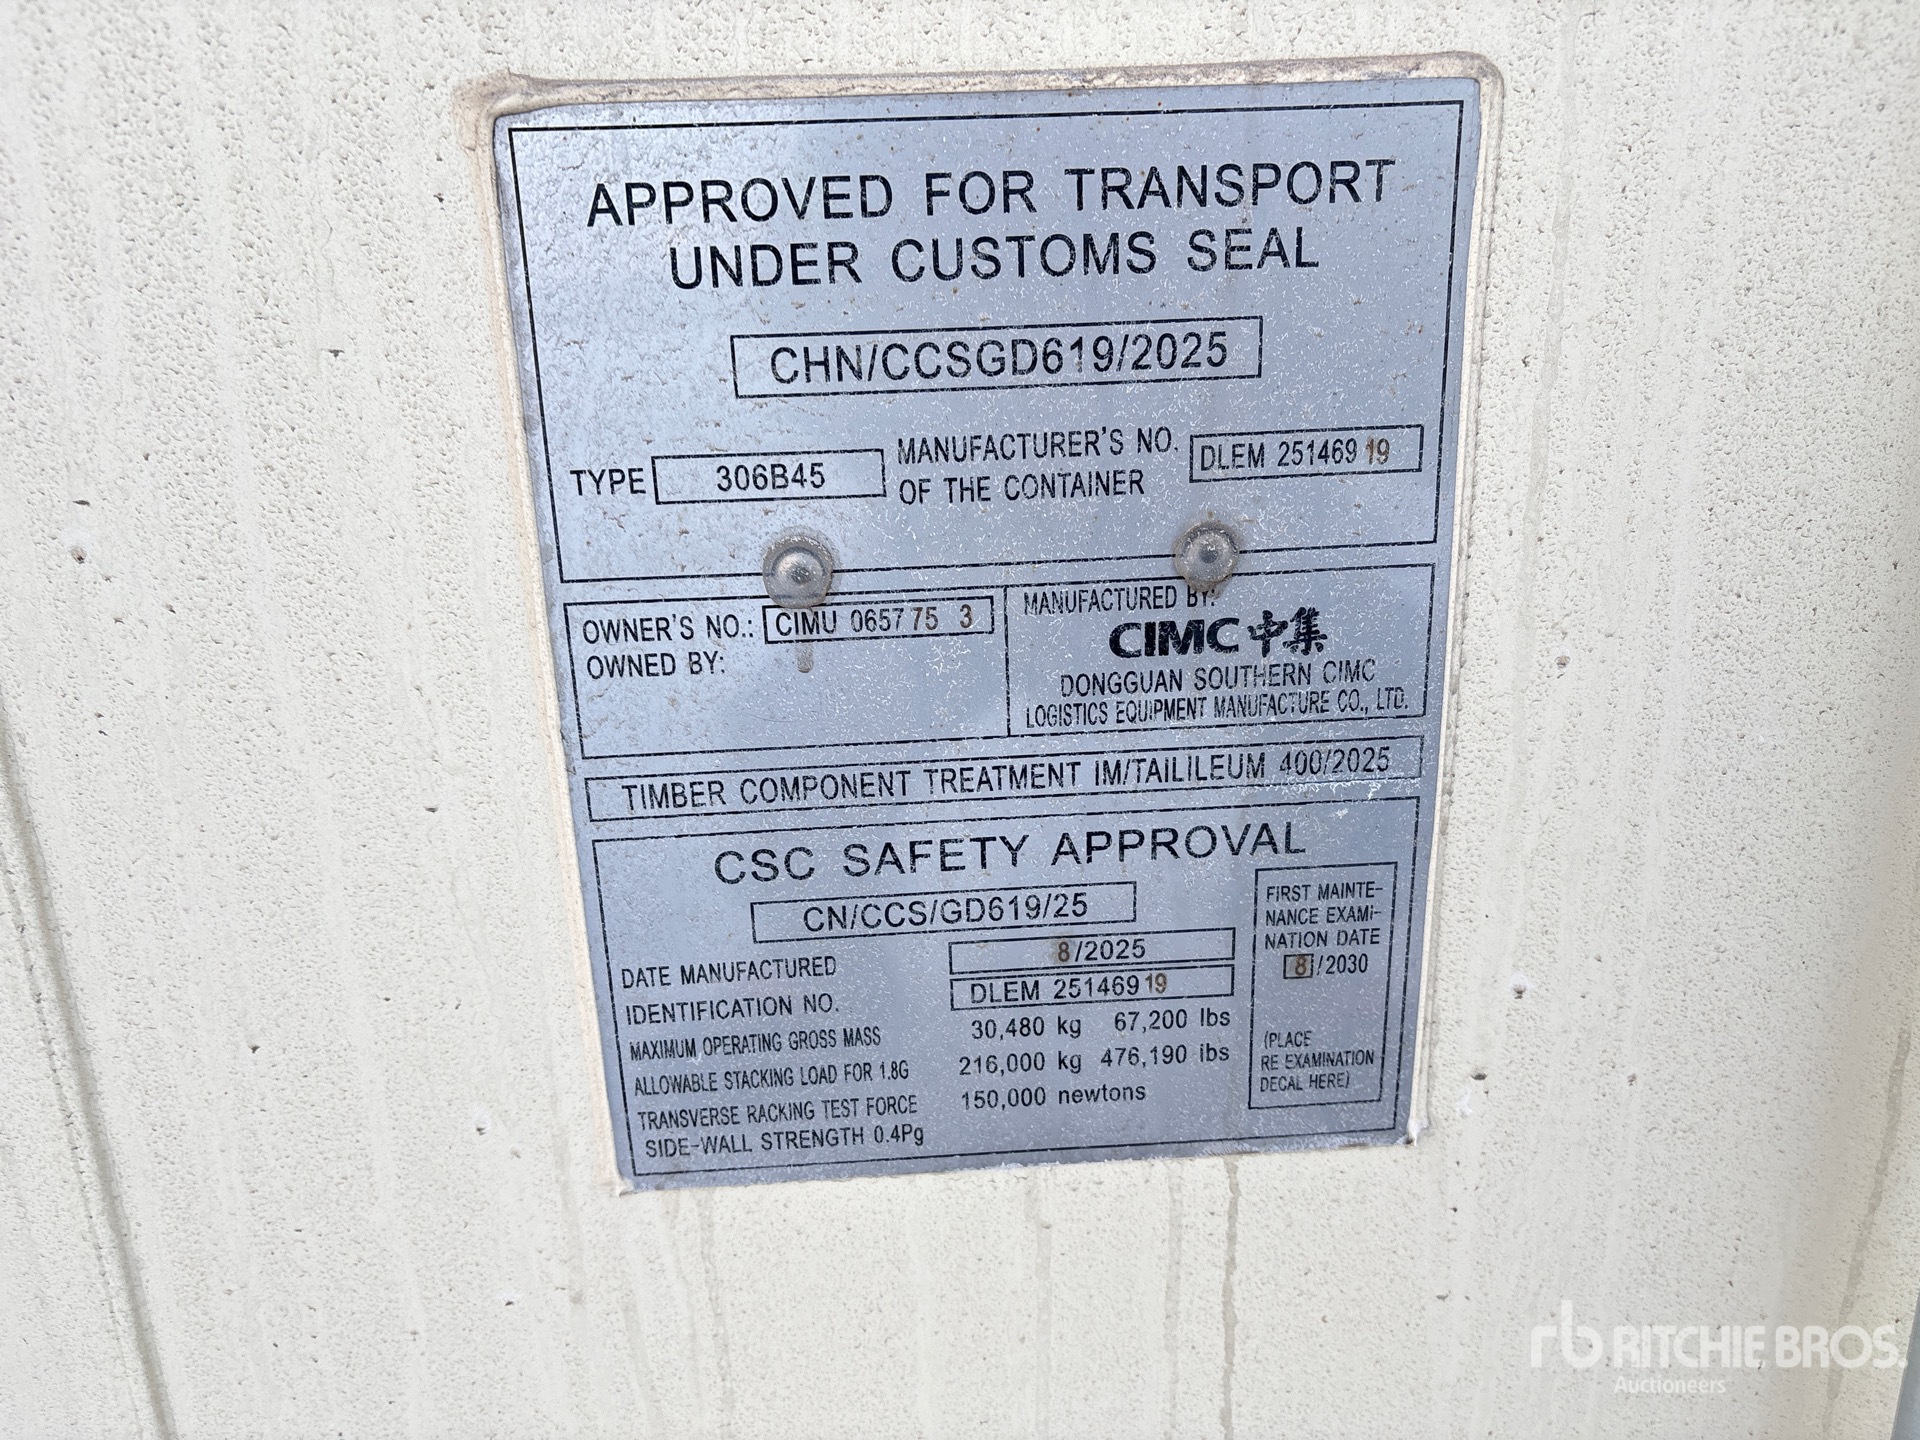 APPROVED FOR TRANSPORT
UNDER CUSTOMS SEAL
CHN/CCSGD619/2025
TYPE 306B45
MANUFACTURER'S NO.
OF THE CONTAINER
DLEM 25146919
OWNER'S NO.: CIMU 065775 3
OWNED BY:
MANUFACTURED BY:
CIMC中集
DONGGUAN SOUTHERN CIMC
LOGISTICS EQUIPMENT MANUFACTURE CO., LTD.
TIMBER COMPONENT TREATMENT IM/TAILILEUM 400/2025
CSC SAFETY APPROVAL
CN/CCS/GD619/25
DATE MANUFACTURED 8/2025
IDENTIFICATION NO. DLEM 25146919
MAXIMUM OPERATING GROSS MASS 30,480 kg 67,200 lbs
ALLOWABLE STACKING LOAD FOR 1.8G 216,000 kg 476,190 lbs
TRANSVERSE RACKING TEST FORCE 150,000 newtons
SIDE-WALL STRENGTH 0.4Pg
FIRST MAINTE-
NANCE EXAMI-
NATION DATE
8/2030
(PLACE
RE EXAMINATION
DECAL HERE)
rb RITCHIE BROS.
Auctioneers